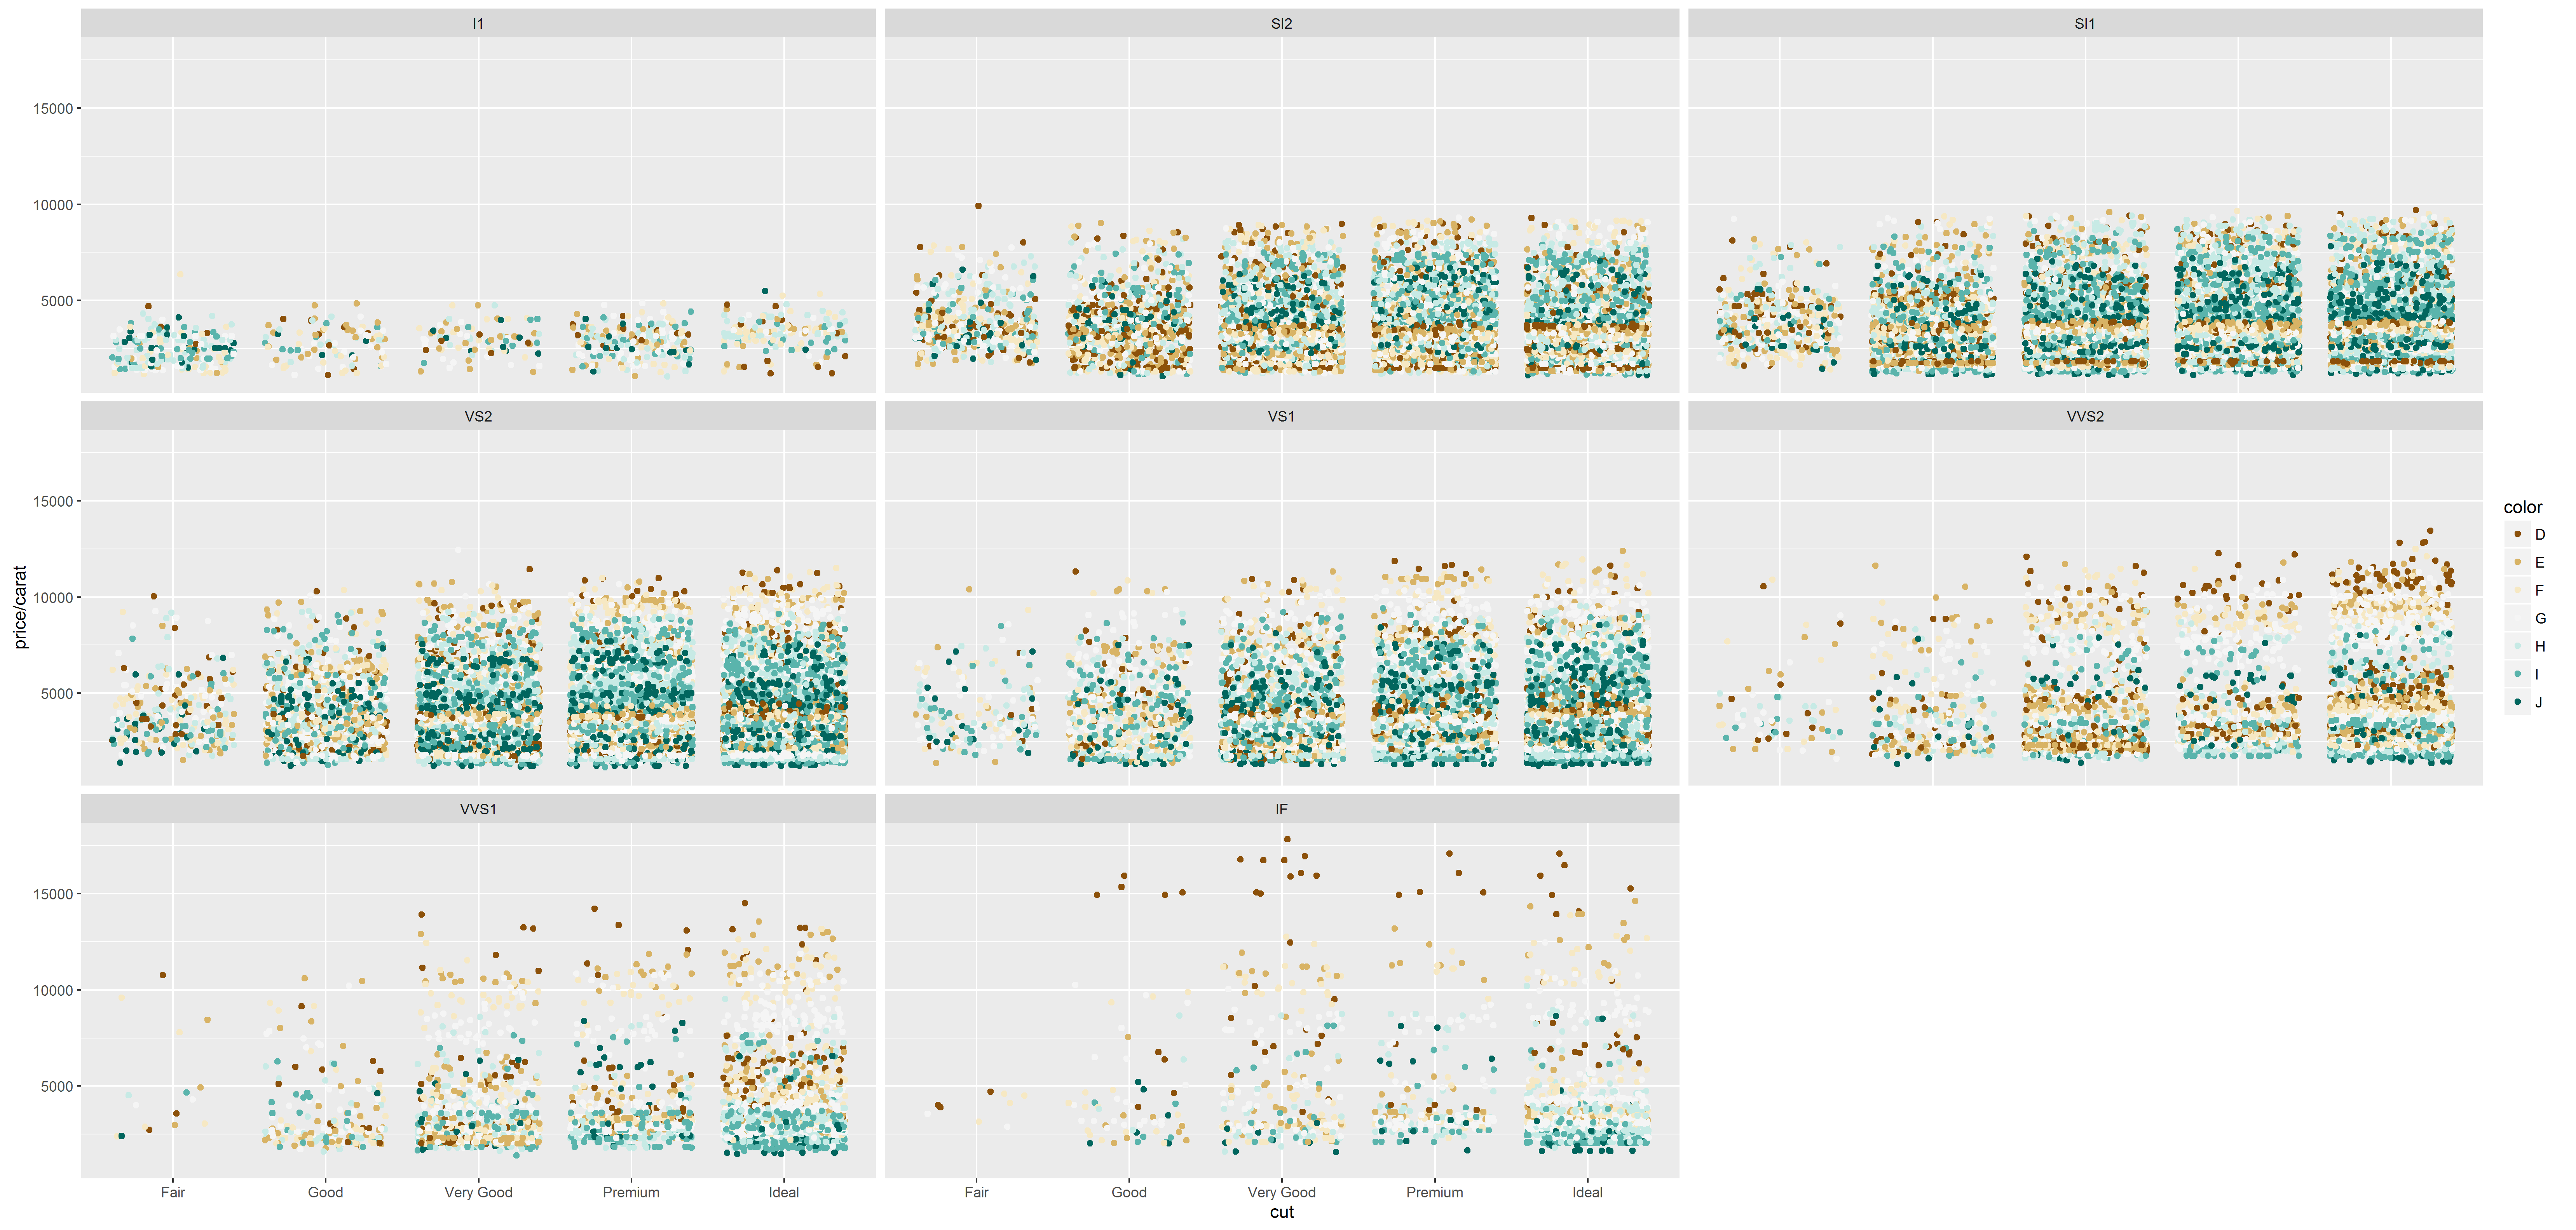 I1
SI2
SI1
15000
10000
5000
VS2
VS1
VVS2
15000
10000
5000
price/carat
color
D
E
F
G
H
I
J
VVS1
IF
15000
10000
5000
Fair
Good
Very Good
Premium
Ideal
Fair
Good
Very Good
Premium
Ideal
cut